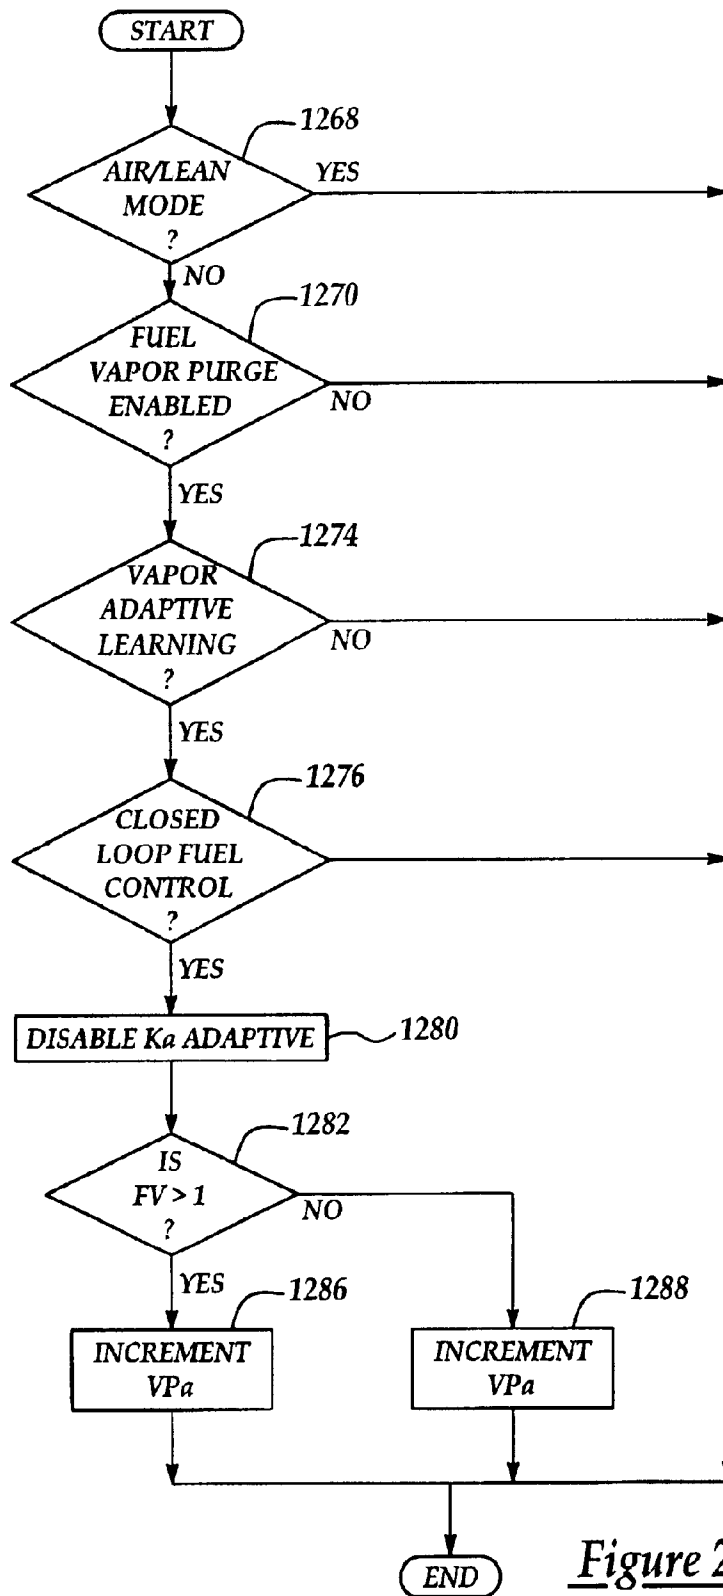 START
1268
AIR/LEAN
MODE
?
YES
NO
1270
FUEL
VAPOR PURGE
ENABLED
?
NO
YES
1274
VAPOR
ADAPTIVE
LEARNING
?
NO
YES
1276
CLOSED
LOOP FUEL
CONTROL
?
YES
DISABLE Ka ADAPTIVE
1280
1282
IS
FV > 1
?
NO
YES
1286
1288
INCREMENT
VPa
INCREMENT
VPa
END
Figure 2